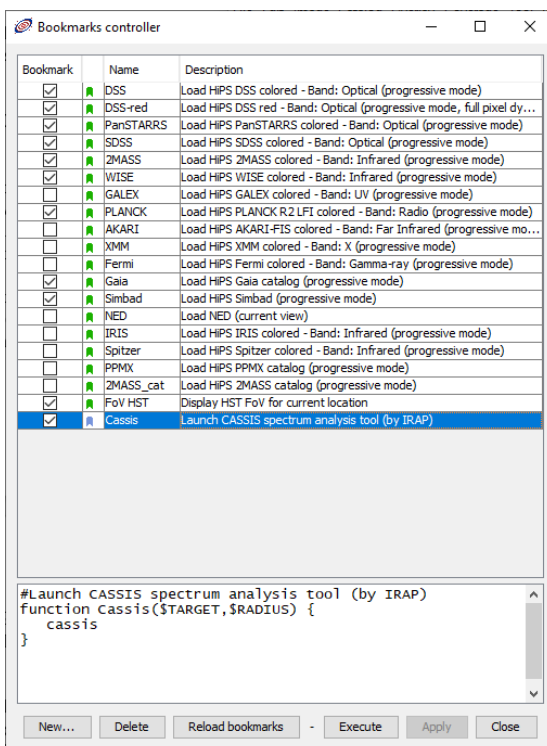 Bookmarks controller
Bookmark Name Description
DSS Load HiPS DSS colored - Band: Optical (progressive mode)
DSS-red Load HiPS DSS red - Band: Optical (progressive mode, full pixel dy...
PanSTARRS Load HiPS PanSTARRS colored - Band: Optical (progressive mode)
SDSS Load HiPS SDSS colored - Band: Optical (progressive mode)
2MASS Load HiPS 2MASS colored - Band: Infrared (progressive mode)
WISE Load HiPS WISE colored - Band: Infrared (progressive mode)
GALEX Load HiPS GALEX colored - Band: UV (progressive mode)
PLANCK Load HiPS PLANCK R2 LFI colored - Band: Radio (progressive mode)
AKARI Load HiPS AKARI-FIS colored - Band: Far Infrared (progressive mo...
XMM Load HiPS XMM colored - Band: X (progressive mode)
Fermi Load HiPS Fermi colored - Band: Gamma-ray (progressive mode)
Gaia Load HiPS Gaia catalog (progressive mode)
Simbad Load HiPS Simbad (progressive mode)
NED Load NED (current view)
IRIS Load HiPS IRIS colored - Band: Infrared (progressive mode)
Spitzer Load HiPS Spitzer colored - Band: Infrared (progressive mode)
PPMX Load HiPS PPMX catalog (progressive mode)
2MASS_cat Load HiPS 2MASS catalog (progressive mode)
FoV HST Display HST FoV for current location
Cassis Launch CASSIS spectrum analysis tool (by IRAP)
#Launch CASSIS spectrum analysis tool (by IRAP)
function Cassis($TARGET,$RADIUS) {
cassis
}
New... Delete Reload bookmarks - Execute Apply Close